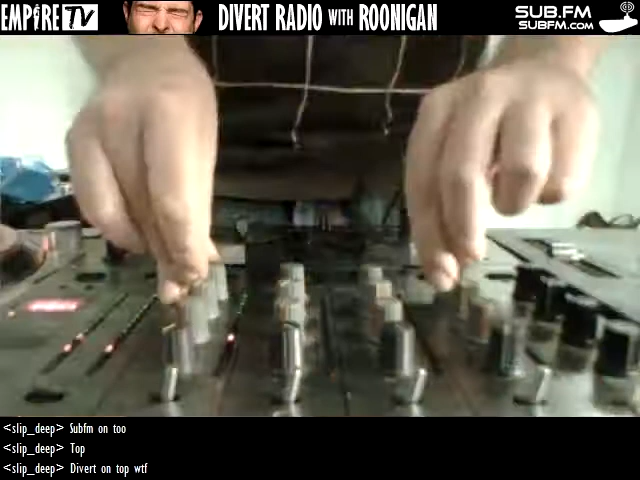 EMPIRE TV
DIVERT RADIO WITH ROONIGAN
SUB.FM
SUBFM.COM
<slip_deep> Subfm on too
<slip_deep> Top
<slip_deep> Divert on top wtf